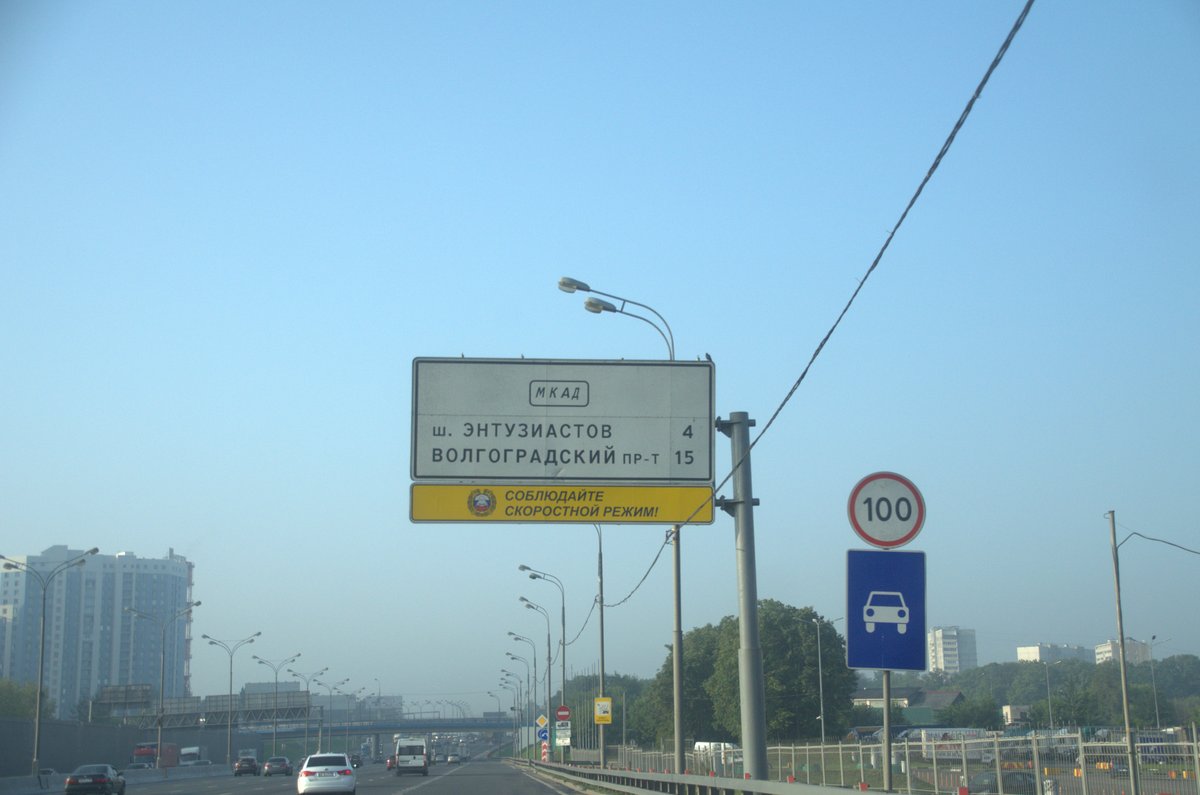 МКАД
ш. ЭНТУЗИАСТОВ 4
ВОЛГОГРАДСКИЙ ПР-Т 15
СОБЛЮДАЙТЕ
СКОРОСТНОЙ РЕЖИМ!
100